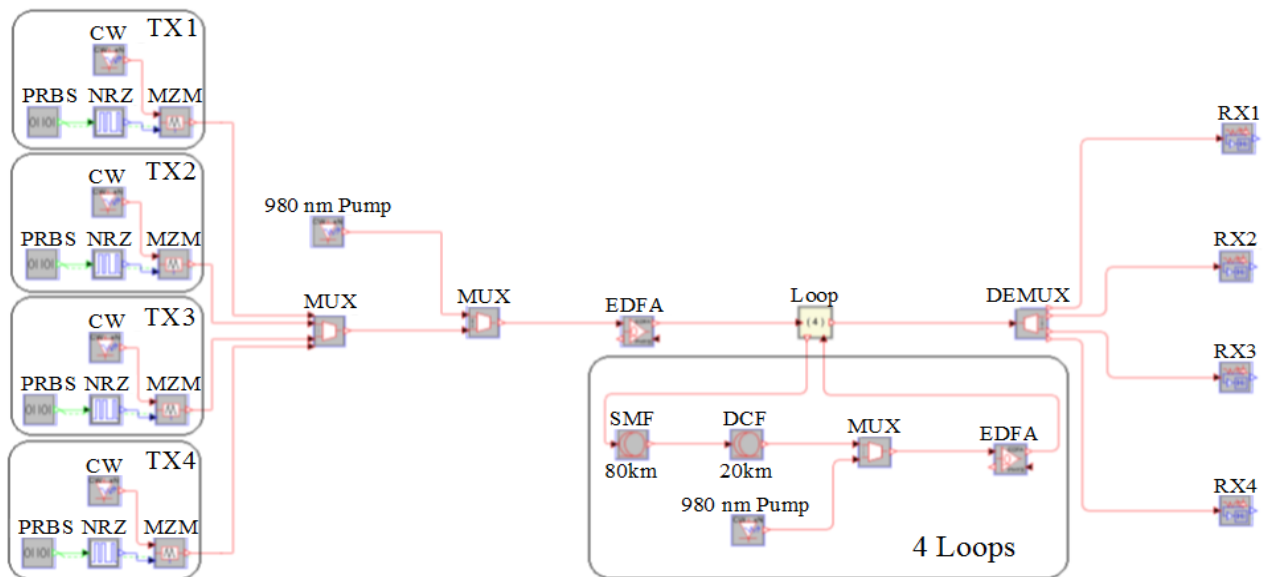 TX1
CW
PRBS NRZ MZM
TX2
CW
PRBS NRZ MZM
TX3
CW
PRBS NRZ MZM
TX4
CW
PRBS NRZ MZM
980 nm Pump
MUX
MUX
EDFA
Loop
(4)
DEMUX
RX1
RX2
RX3
RX4
SMF
80km
DCF
20km
MUX
EDFA
980 nm Pump
4 Loops